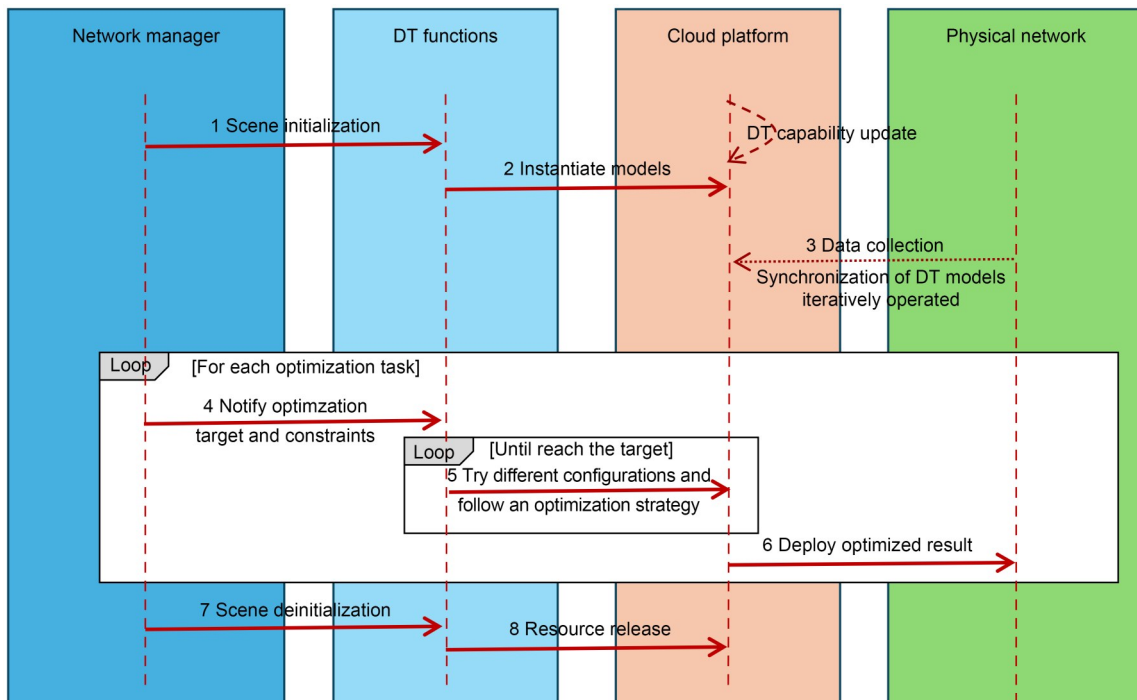 Network manager
DT functions
Cloud platform
Physical network
1 Scene initialization
DT capability update
2 Instantiate models
3 Data collection
Synchronization of DT models
iteratively operated
Loop
[For each optimization task]
4 Notify optimzation
target and constraints
Loop
[Until reach the target]
5 Try different configurations and
follow an optimization strategy
6 Deploy optimized result
7 Scene deinitialization
8 Resource release